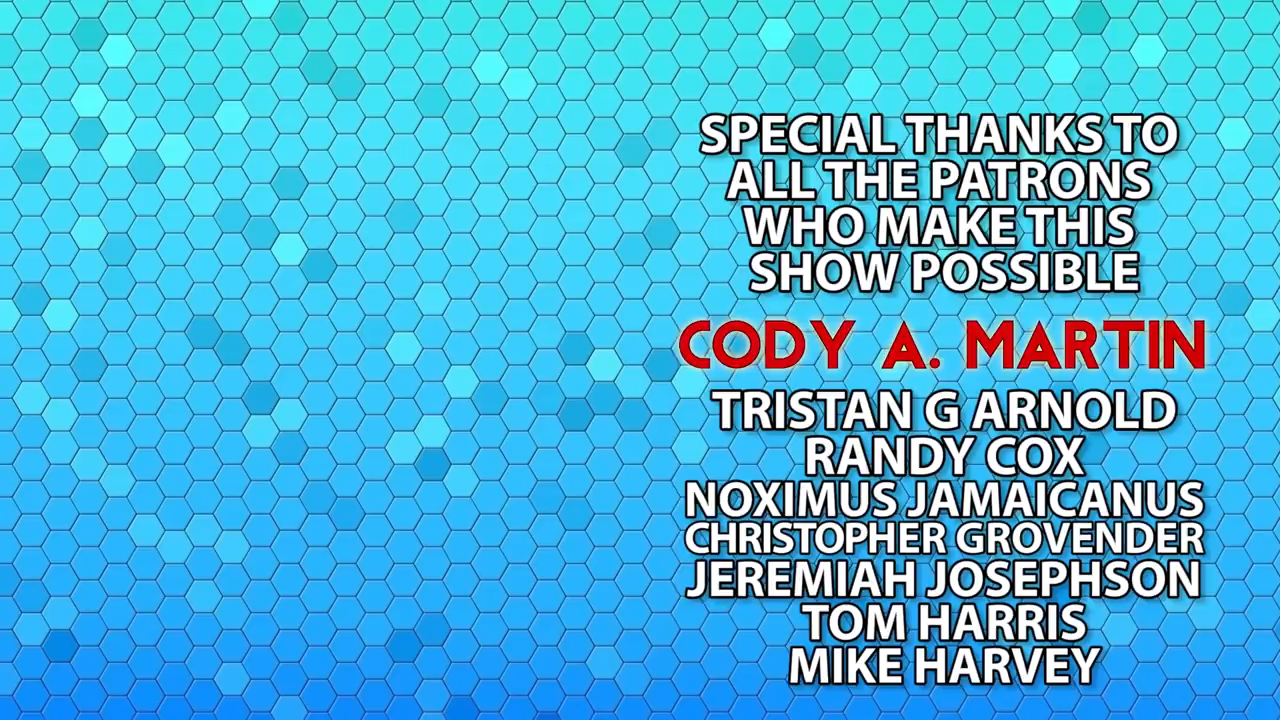 SPECIAL THANKS TO
ALL THE PATRONS
WHO MAKE THIS
SHOW POSSIBLE
CODY A. MARTIN
TRISTAN G ARNOLD
RANDY COX
NOXIMUS JAMAICANUS
CHRISTOPHER GROVENDER
JEREMIAH JOSEPHSON
TOM HARRIS
MIKE HARVEY